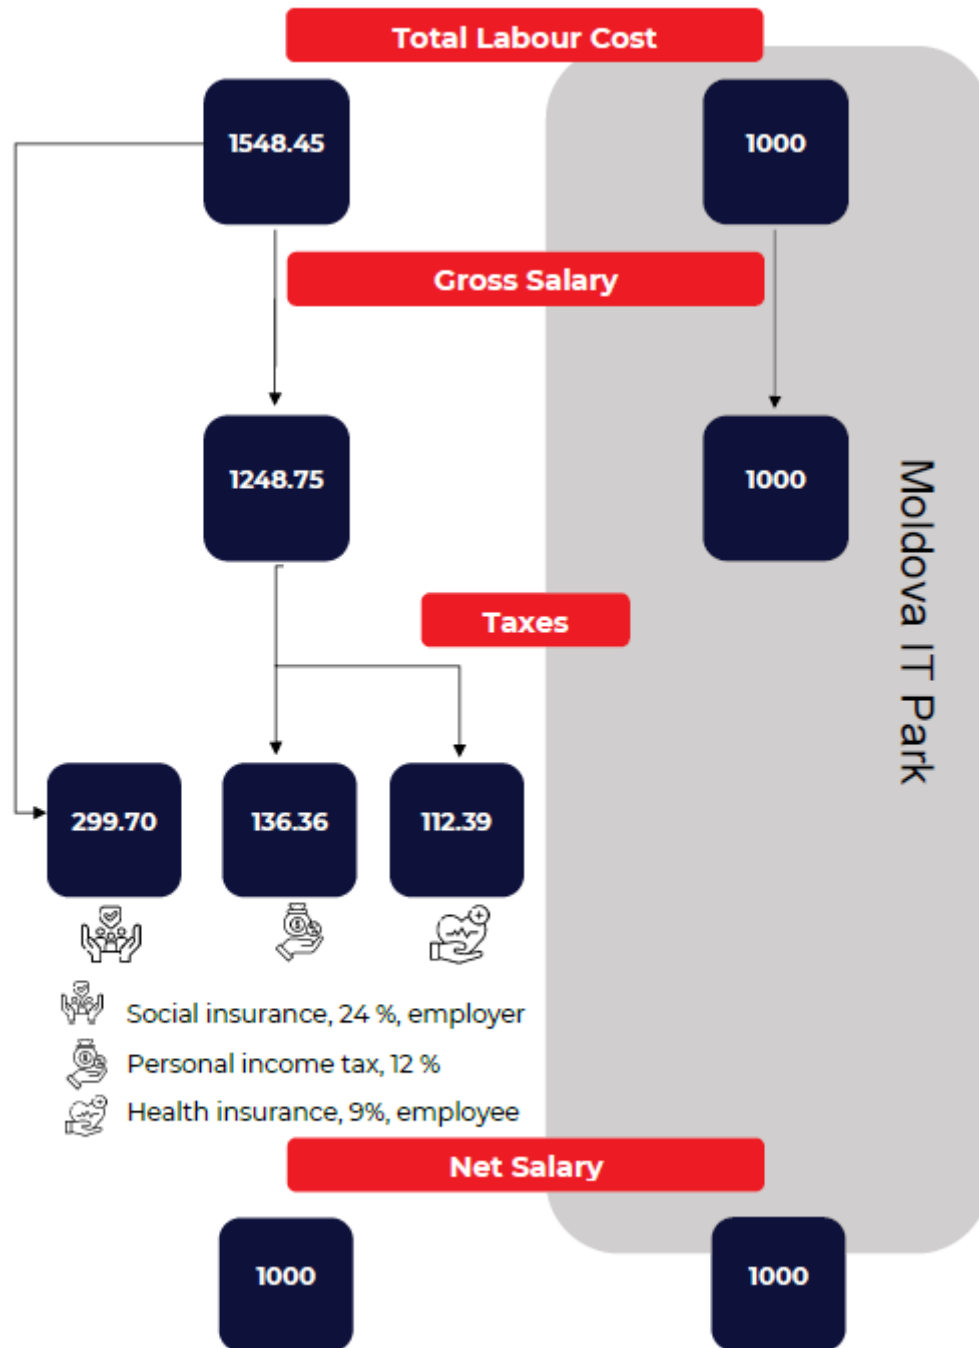 Total Labour Cost
1548.45
1000
Gross Salary
1248.75
1000
Moldova IT Park
Taxes
299.70
136.36
112.39
Social insurance, 24 %, employer
Personal income tax, 12 %
Health insurance, 9%, employee
Net Salary
1000
1000